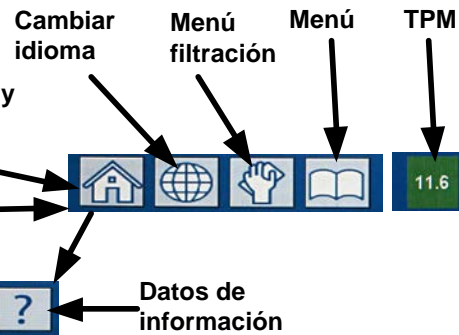 Cambiar
idioma
Menú
filtración
Menú
TPM
y
11.6
?
Datos de
información